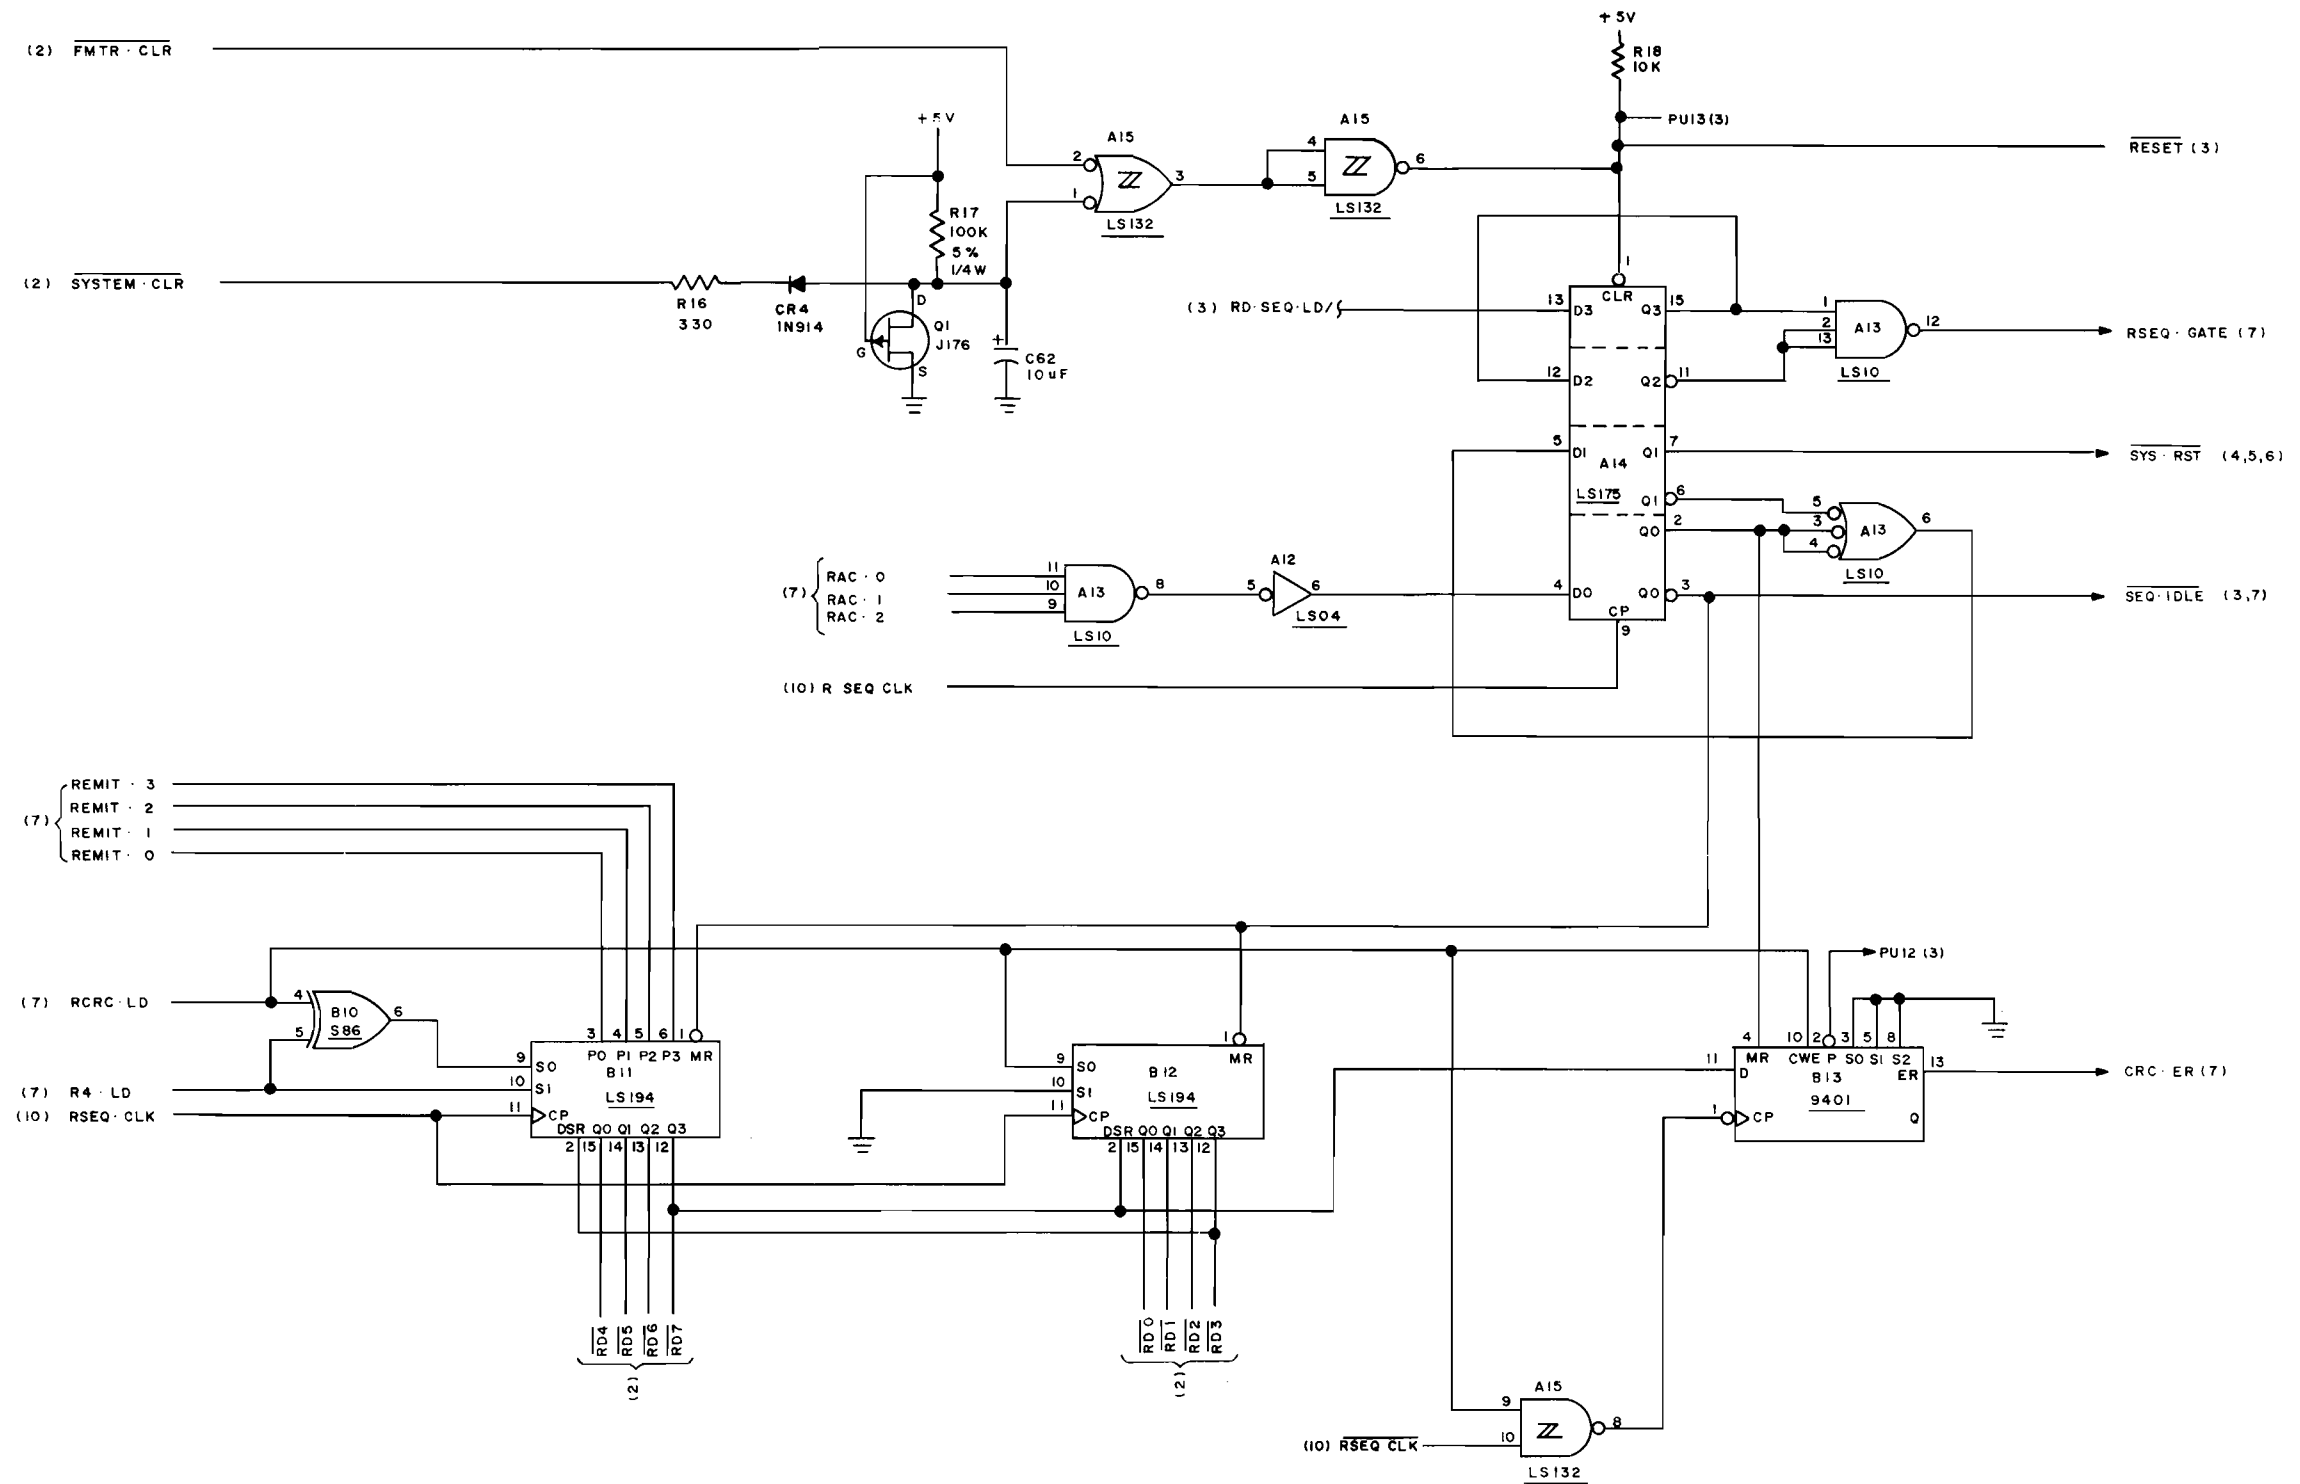 + 5V
R18
10K
(2) FMTR · CLR
PU13(3)
+ 5V
A15
2
1
3
LS132
A15
4
5
6
LS132
RESET (3)
R17
100K
5%
1/4W
(2) SYSTEM · CLR
R16
330
CR4
1N914
D
Q1
J176
G
S
+
C62
10uF
1
CLR
(3) RD·SEQ·LD/
13 D3 Q3 15
1
2
13
A13
12
LS10
RSEQ · GATE (7)
12 D2 Q2 11
5 D1 Q1 7
SYS · RST (4,5,6)
A14
LS175
Q1 6
Q0 2
5
3
4
A13
6
LS10
(7)
RAC · 0
RAC · 1
RAC · 2
11
10
9
A13
8
LS10
A12
5
6
LS04
4 D0 Q0 3
CP
9
SEQ·IDLE (3,7)
(10) R SEQ CLK
(7)
REMIT · 3
REMIT · 2
REMIT · 1
REMIT · 0
(7) RCRC·LD
4
5
B10
S86
6
(7) R4 · LD
(10) RSEQ·CLK
3 4 5 6 1
P0 P1 P2 P3 MR
9 S0
B11
10 S1
LS194
11 CP
DSR Q0 Q1 Q2 Q3
2 15 14 13 12
RD4
RD5
RD6
RD7
(2)
1
MR
9 S0
B12
10 S1
LS194
11 CP
DSR Q0 Q1 Q2 Q3
2 15 14 13 12
RD0
RD1
RD2
RD3
(2)
PU12 (3)
4 10 2 3 5 8
MR CWE P S0 S1 S2
11 D
B13
ER 13
9401
1 CP
Q
CRC · ER(7)
A15
9
10
8
LS132
(10) RSEQ CLK